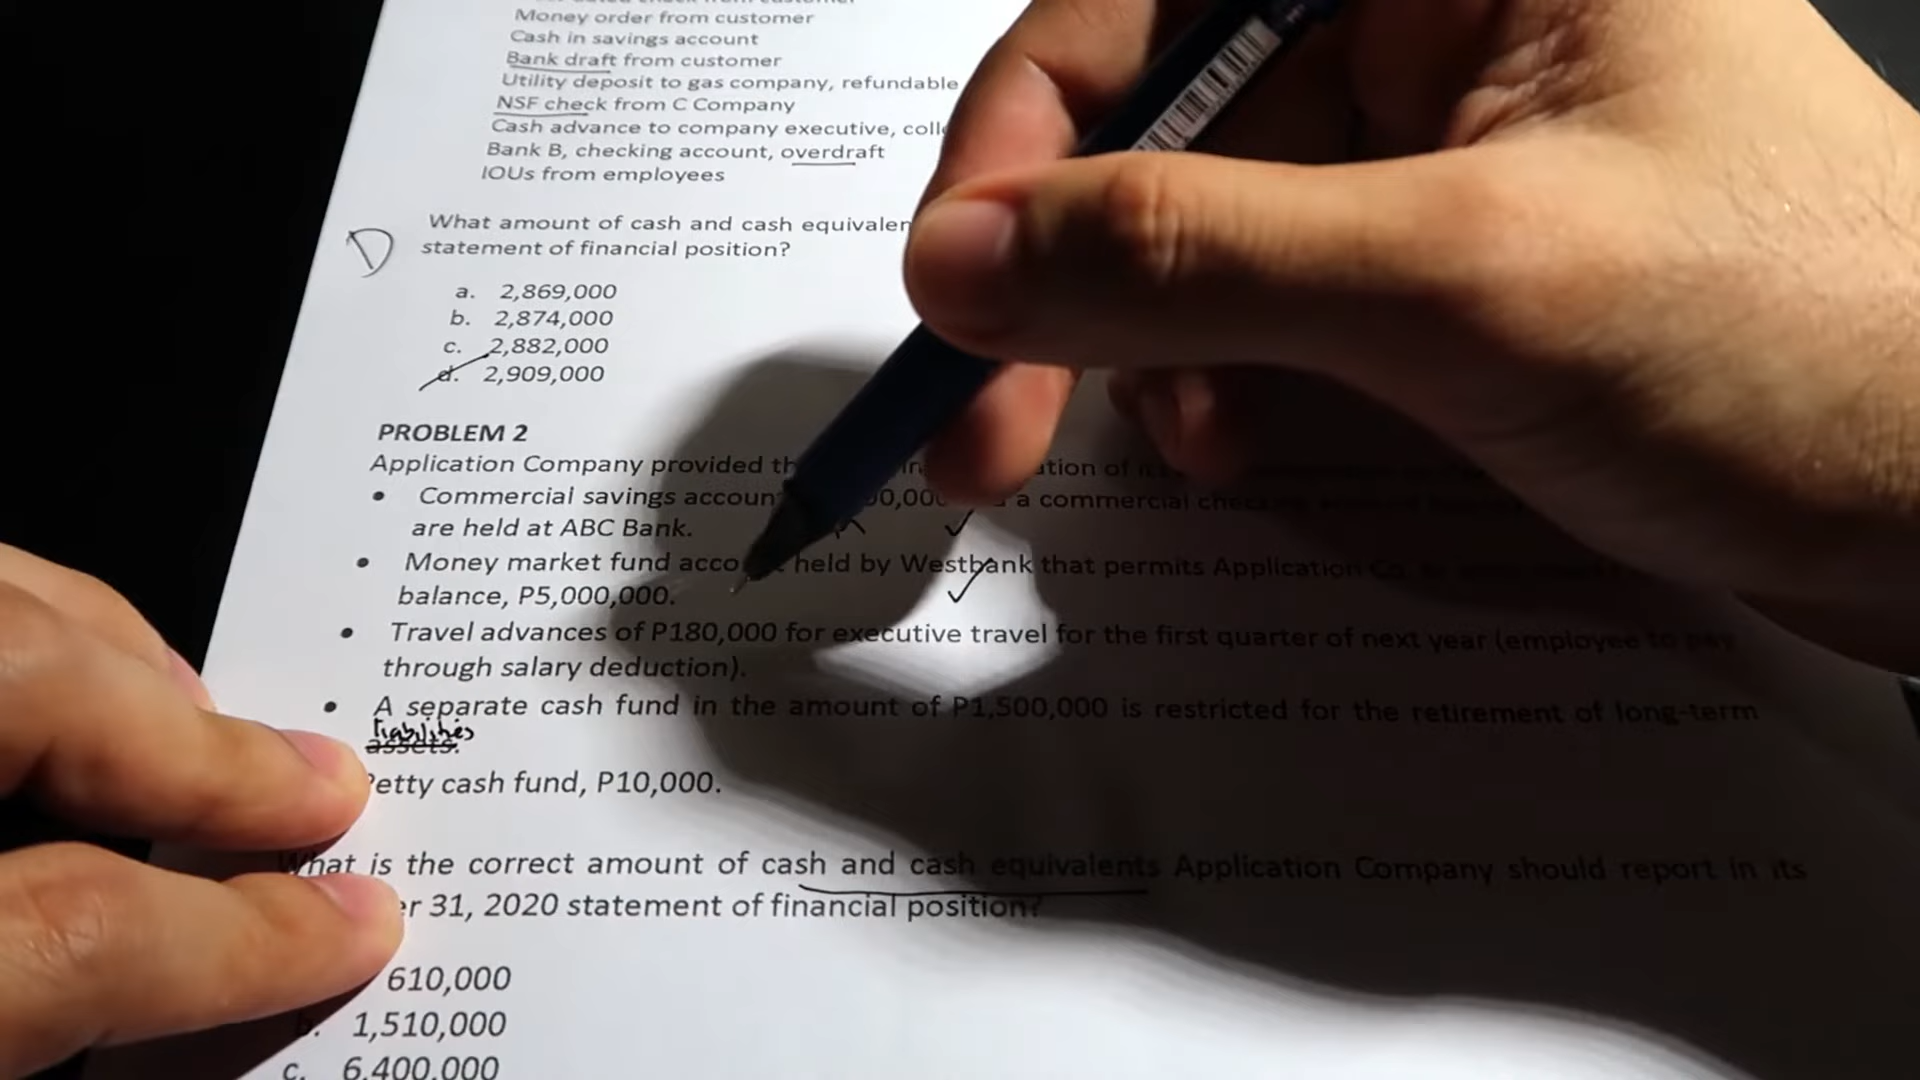 Money order from customer
Cash in savings account
Bank draft from customer
Utility deposit to gas company, refundable
NSF check from C Company
Cash advance to company executive,
Bank B, checking account, overdraft
IOUs from employees
D
What amount of cash and cash
statement of financial position?
a. 2,869,000
b. 2,874,000
c. 2,882,000
d. 2,909,000
PROBLEM 2
Application Company provided
Commercial savings a commercial
are held at ABC Bank.
Money market fund held by Westbank that permits Application
balance, P5,000,000.
Travel advances of P180,000 for executive travel for the first quarter of next year (employee to pay
through salary deduction).
A separate cash fund in the amount of P1,500,000 is restricted for the retirement of long-term
liabilities
assets.
Petty cash fund, P10,000.
What is the correct amount of cash and cash equivalents Application Company should report in its
31, 2020 statement of financial position?
610,000
b. 1,510,000
c. 6,400,000